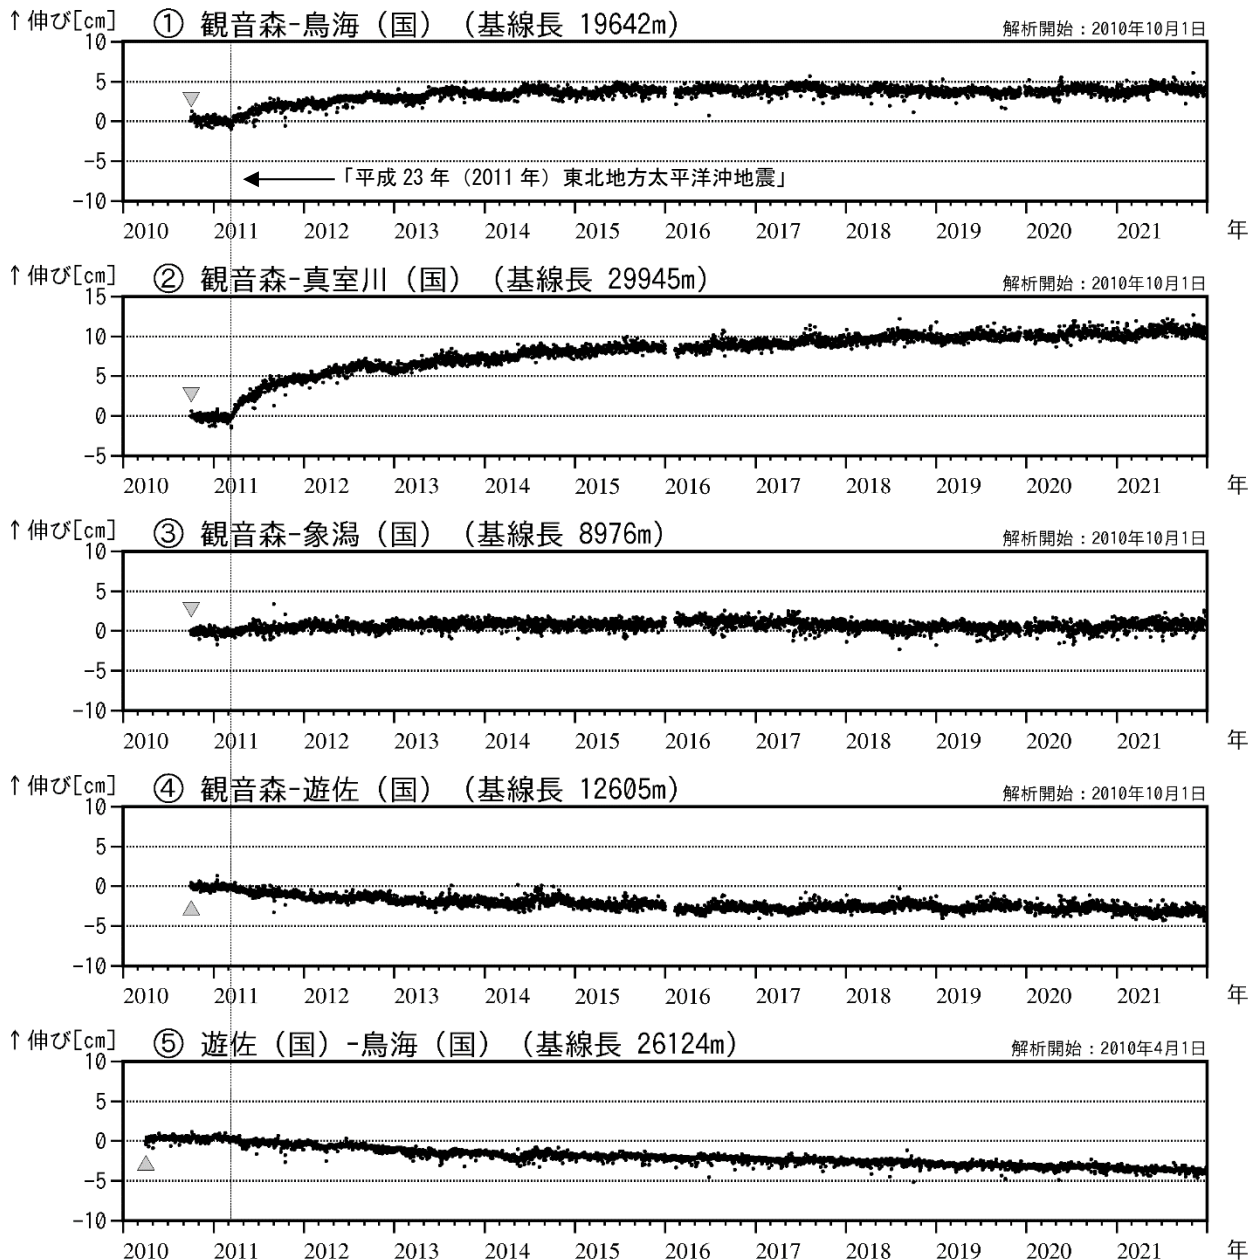 ↑伸び[cm] ① 観音森-鳥海（国）（基線長 19642m） 解析開始：2010年10月1日
10
5
0
-5
-10
「平成 23 年（2011 年）東北地方太平洋沖地震」
2010 2011 2012 2013 2014 2015 2016 2017 2018 2019 2020 2021 年
↑伸び[cm] ② 観音森-真室川（国）（基線長 29945m） 解析開始：2010年10月1日
15
10
5
0
-5
2010 2011 2012 2013 2014 2015 2016 2017 2018 2019 2020 2021 年
↑伸び[cm] ③ 観音森-象潟（国）（基線長 8976m） 解析開始：2010年10月1日
10
5
0
-5
-10
2010 2011 2012 2013 2014 2015 2016 2017 2018 2019 2020 2021 年
↑伸び[cm] ④ 観音森-遊佐（国）（基線長 12605m） 解析開始：2010年10月1日
10
5
0
-5
-10
2010 2011 2012 2013 2014 2015 2016 2017 2018 2019 2020 2021 年
↑伸び[cm] ⑤ 遊佐（国）-鳥海（国）（基線長 26124m） 解析開始：2010年4月1日
10
5
0
-5
-10
2010 2011 2012 2013 2014 2015 2016 2017 2018 2019 2020 2021 年